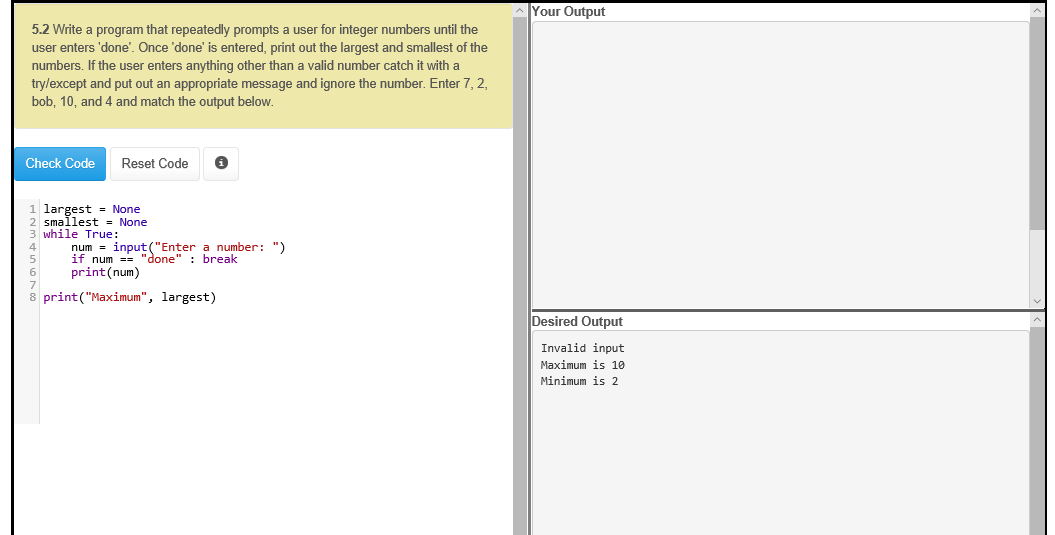 5.2 Write a program that repeatedly prompts a user for integer numbers until the
user enters 'done'. Once 'done' is entered, print out the largest and smallest of the
numbers. If the user enters anything other than a valid number catch it with a
try/except and put out an appropriate message and ignore the number. Enter 7, 2,
bob, 10, and 4 and match the output below.
Check Code Reset Code i
1 largest = None
2 smallest = None
3 while True:
4     num = input("Enter a number: ")
5     if num == "done" : break
6     print(num)
7
8 print("Maximum", largest)
Your Output
Desired Output
Invalid input
Maximum is 10
Minimum is 2